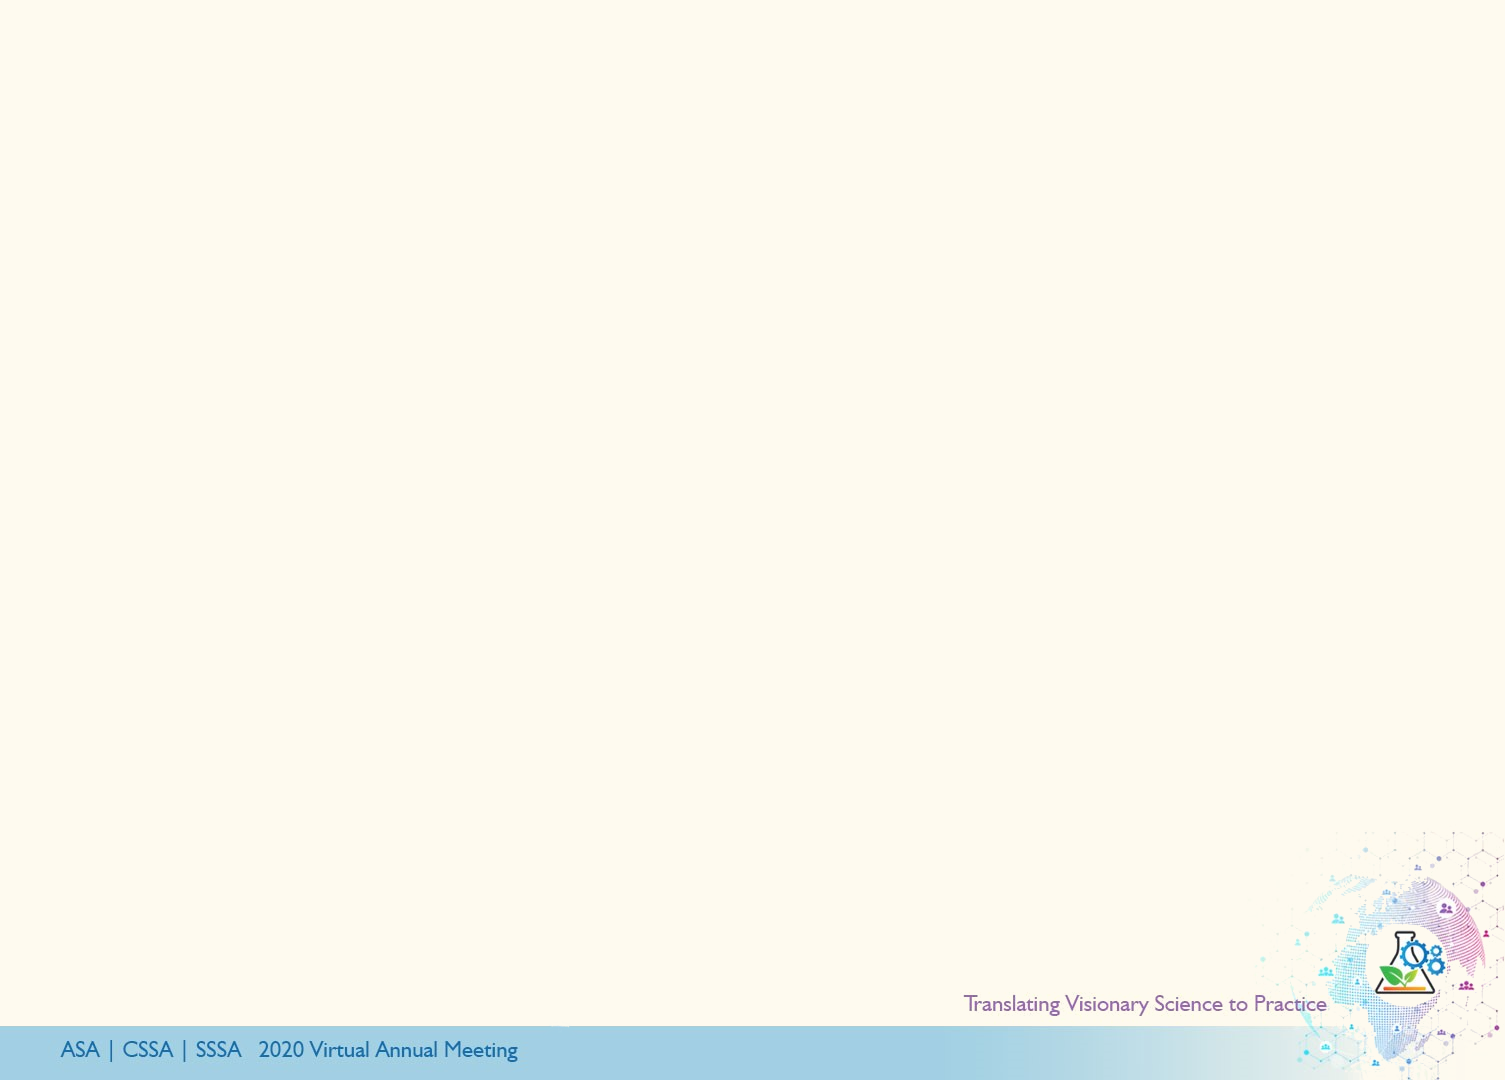 Translating Visionary Science to Practice
ASA | CSSA | SSSA 2020 Virtual Annual Meeting